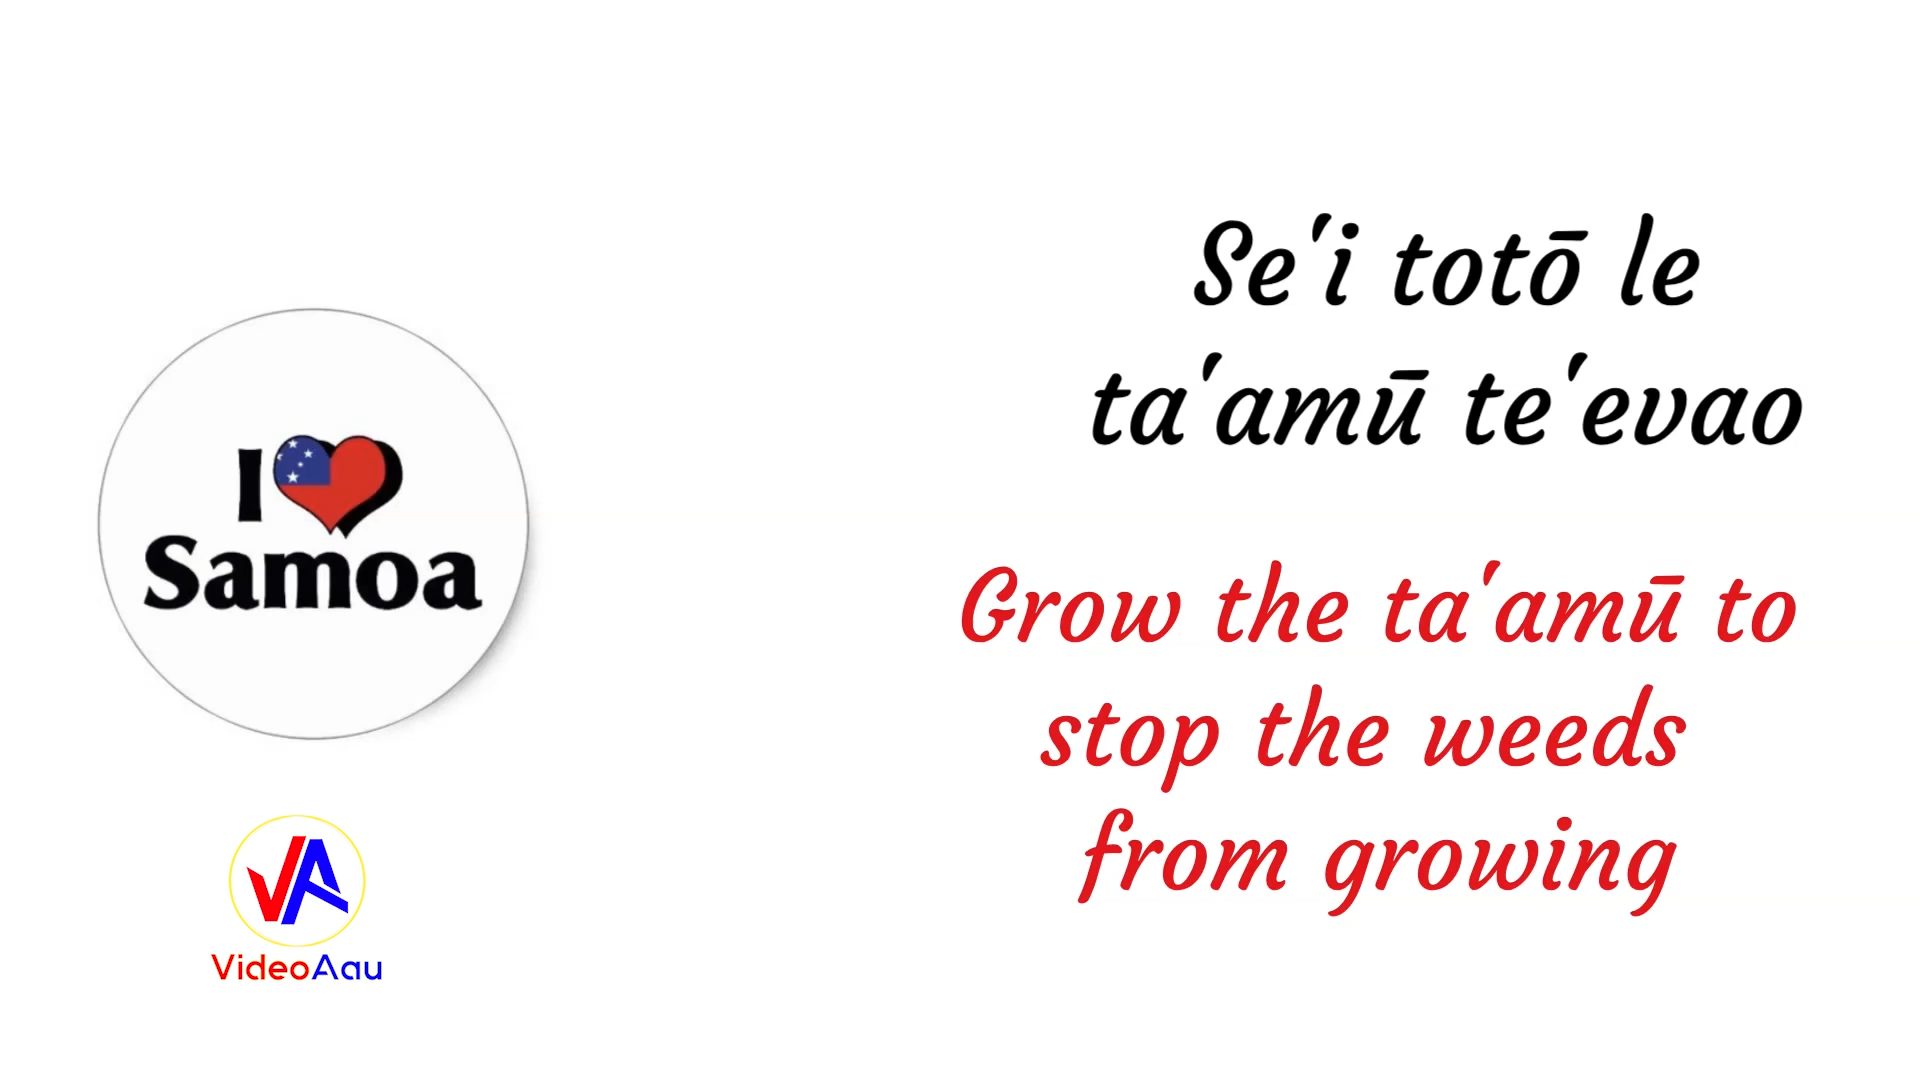 I
Samoa
VideoAau
Se'i totō le
ta'amū te'evao
Grow the ta'amū to
stop the weeds
from growing